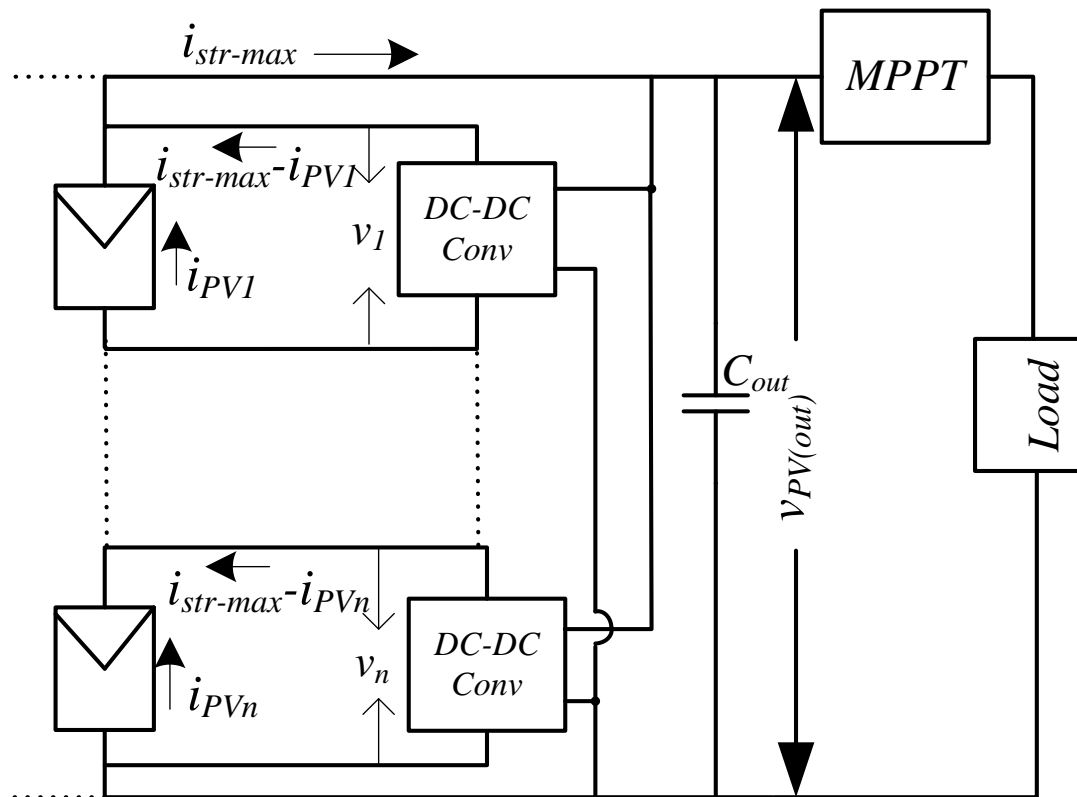 i_str-max
MPPT
i_str-max-i_PV1
DC-DC
Conv
v_1
i_PV1
C_out
v_PV(out)
Load
i_str-max-i_PVn
DC-DC
Conv
v_n
i_PVn